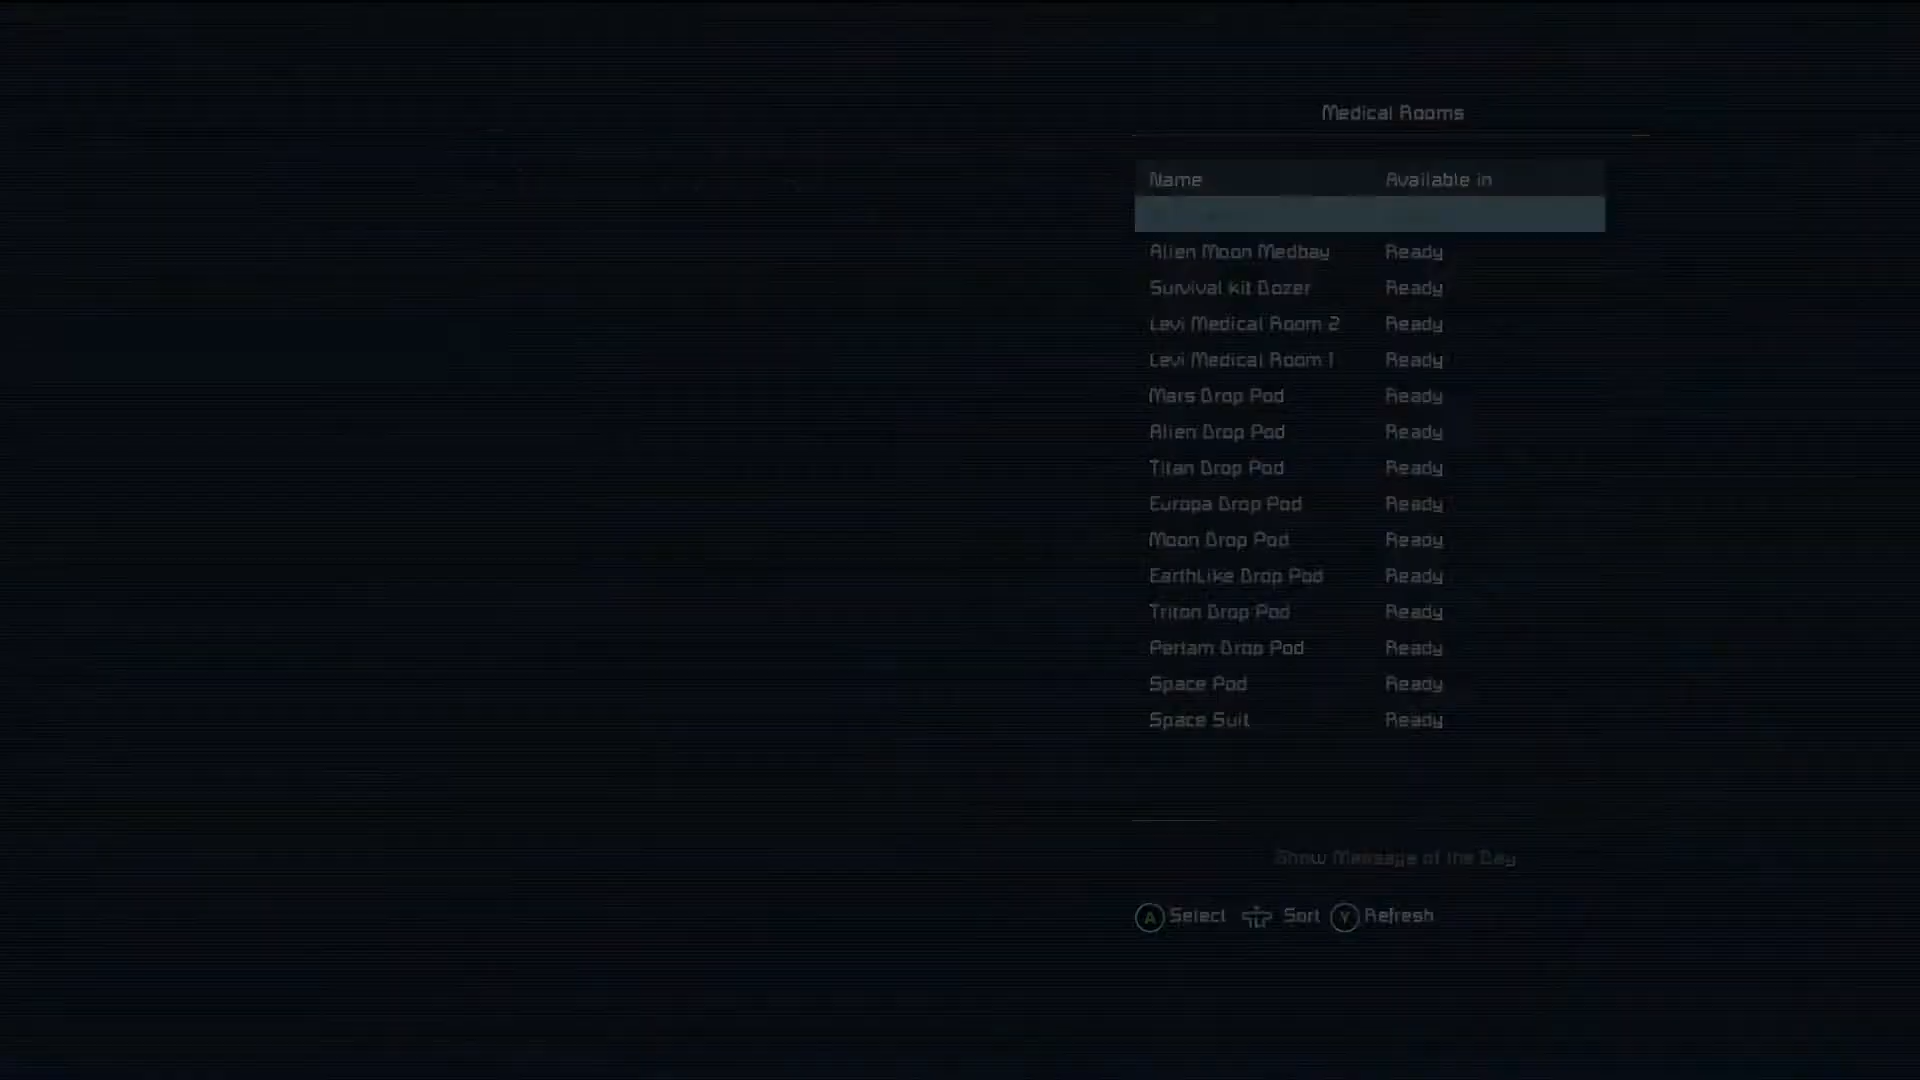 Medical Rooms
Name Available in
Alien Moon Medbay Ready
Survival kit Dozer Ready
Levi Medical Room 2 Ready
Levi Medical Room 1 Ready
Mars Drop Pod Ready
Alien Drop Pod Ready
Titan Drop Pod Ready
Europa Drop Pod Ready
Moon Drop Pod Ready
EarthLike Drop Pod Ready
Triton Drop Pod Ready
Pertam Drop Pod Ready
Space Pod Ready
Space Suit Ready
Show Message of the Day
A Select Sort Y Refresh